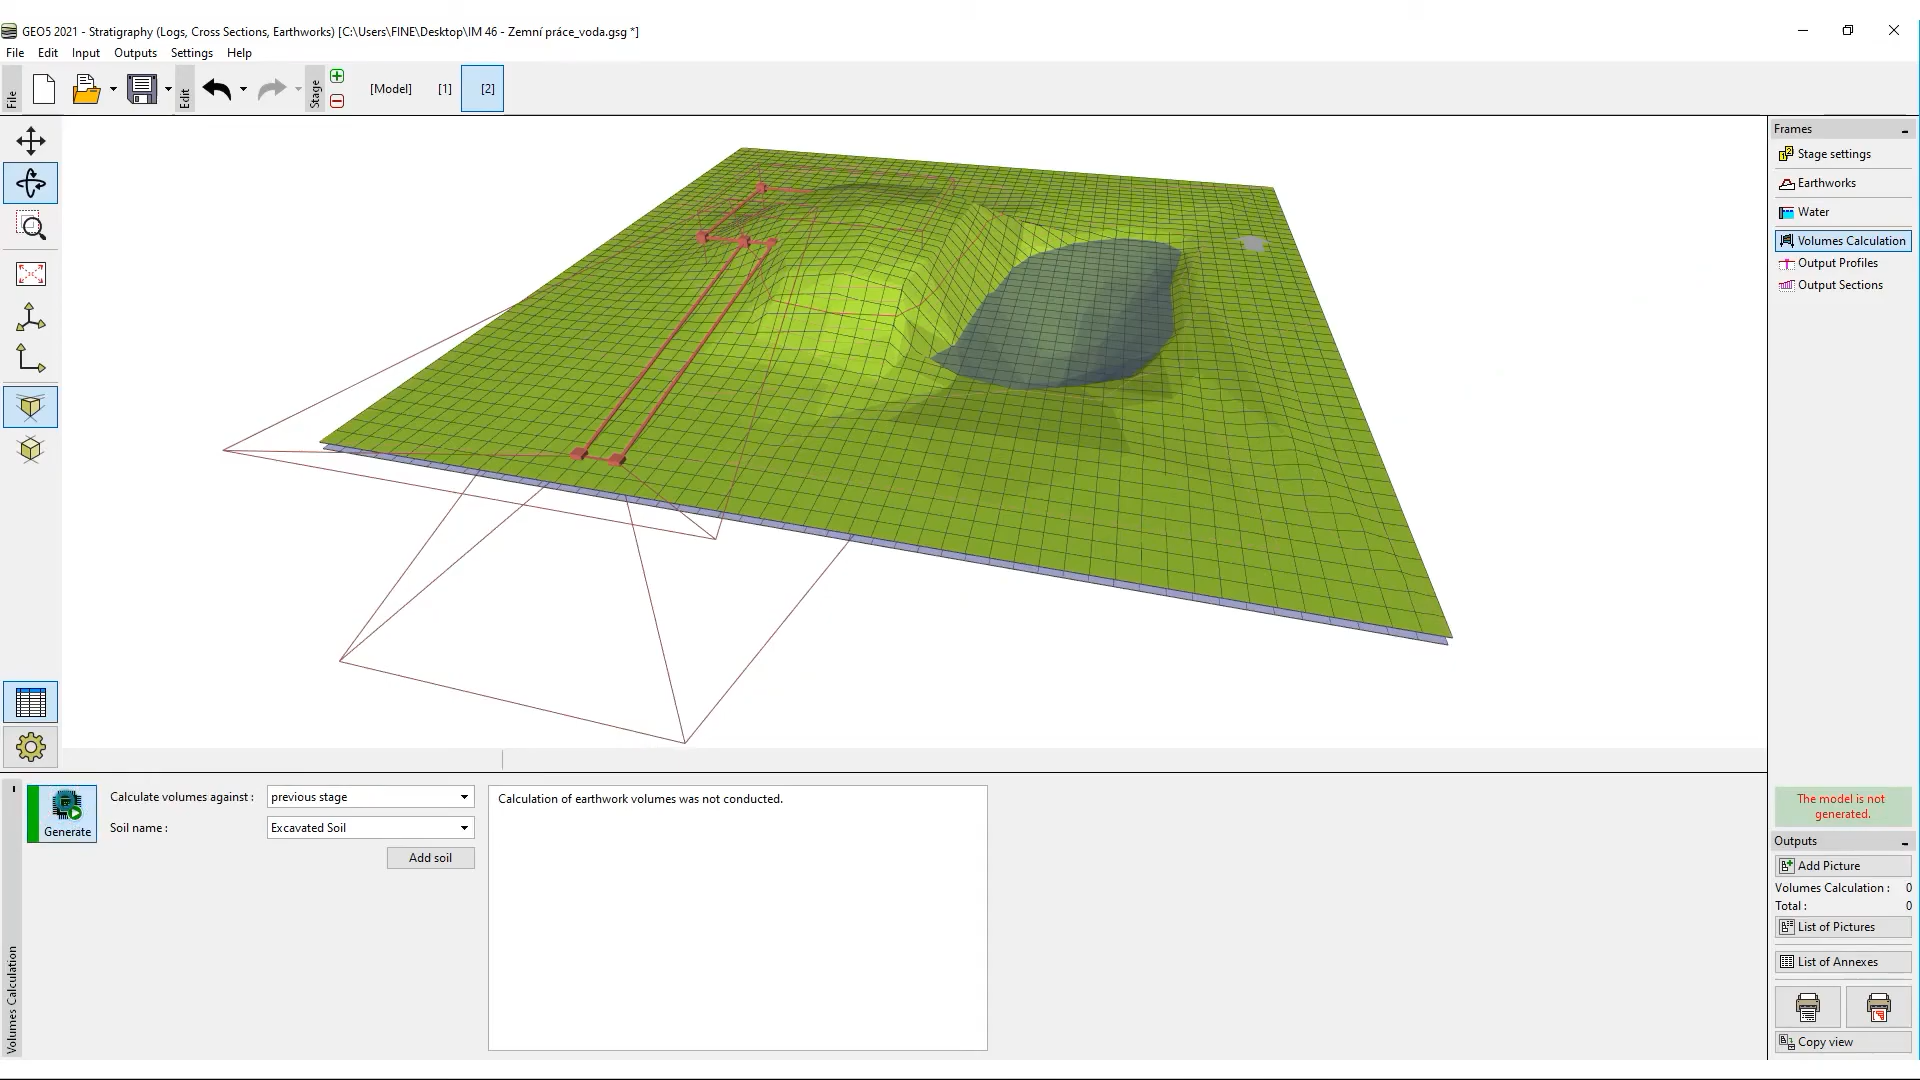 GEO5 2021 - Stratigraphy (Logs, Cross Sections, Earthworks) [C:\Users\FINE\Desktop\IM 46 - Zemní práce_voda.gsg *]
File Edit Input Outputs Settings Help
File
Edit
Stage
[Model] [1] [2]
Frames
Stage settings
Earthworks
Water
Volumes Calculation
Output Profiles
Output Sections
Generate
Calculate volumes against : previous stage
Soil name : Excavated Soil
Add soil
Calculation of earthwork volumes was not conducted.
Volumes Calculation
The model is not
generated.
Outputs
Add Picture
Volumes Calculation : 0
Total : 0
List of Pictures
List of Annexes
Copy view